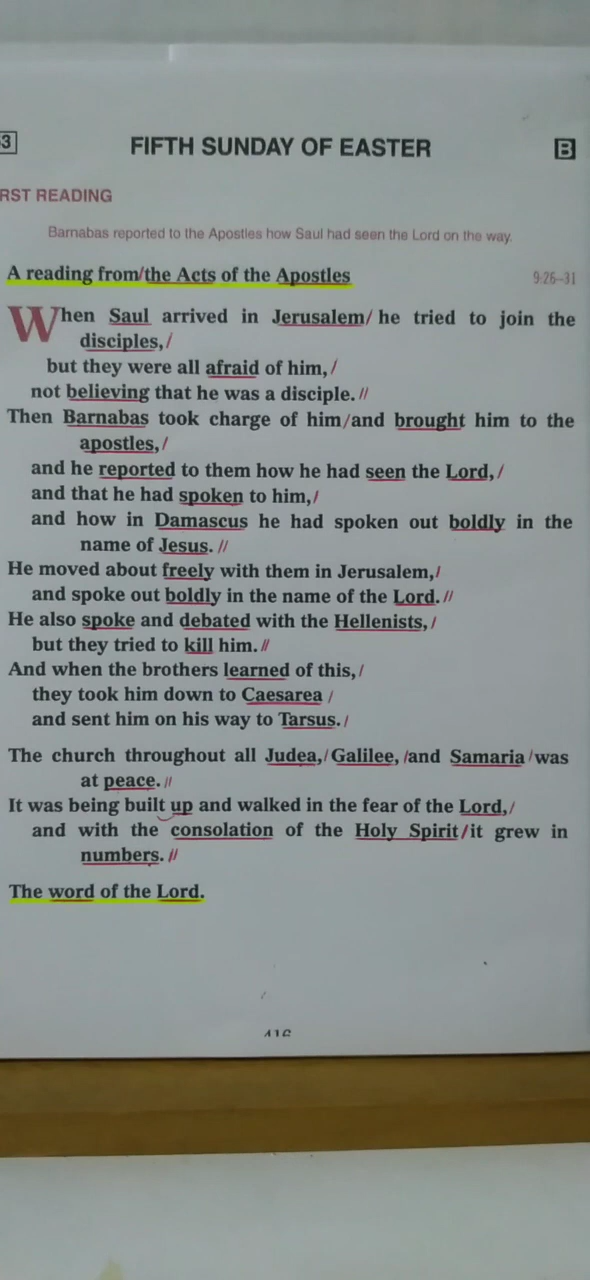 3
FIFTH SUNDAY OF EASTER
B
RST READING
Barnabas reported to the Apostles how Saul had seen the Lord on the way.
A reading from/the Acts of the Apostles
9:26–31
When Saul arrived in Jerusalem/ he tried to join the
disciples,/
but they were all afraid of him,/
not believing that he was a disciple.//
Then Barnabas took charge of him/and brought him to the
apostles,/
and he reported to them how he had seen the Lord,/
and that he had spoken to him,/
and how in Damascus he had spoken out boldly in the
name of Jesus. //
He moved about freely with them in Jerusalem,/
and spoke out boldly in the name of the Lord.//
He also spoke and debated with the Hellenists,/
but they tried to kill him.//
And when the brothers learned of this,/
they took him down to Caesarea /
and sent him on his way to Tarsus./
The church throughout all Judea,/Galilee,/and Samaria/was
at peace.//
It was being built up and walked in the fear of the Lord,/
and with the consolation of the Holy Spirit/it grew in
numbers. //
The word of the Lord.